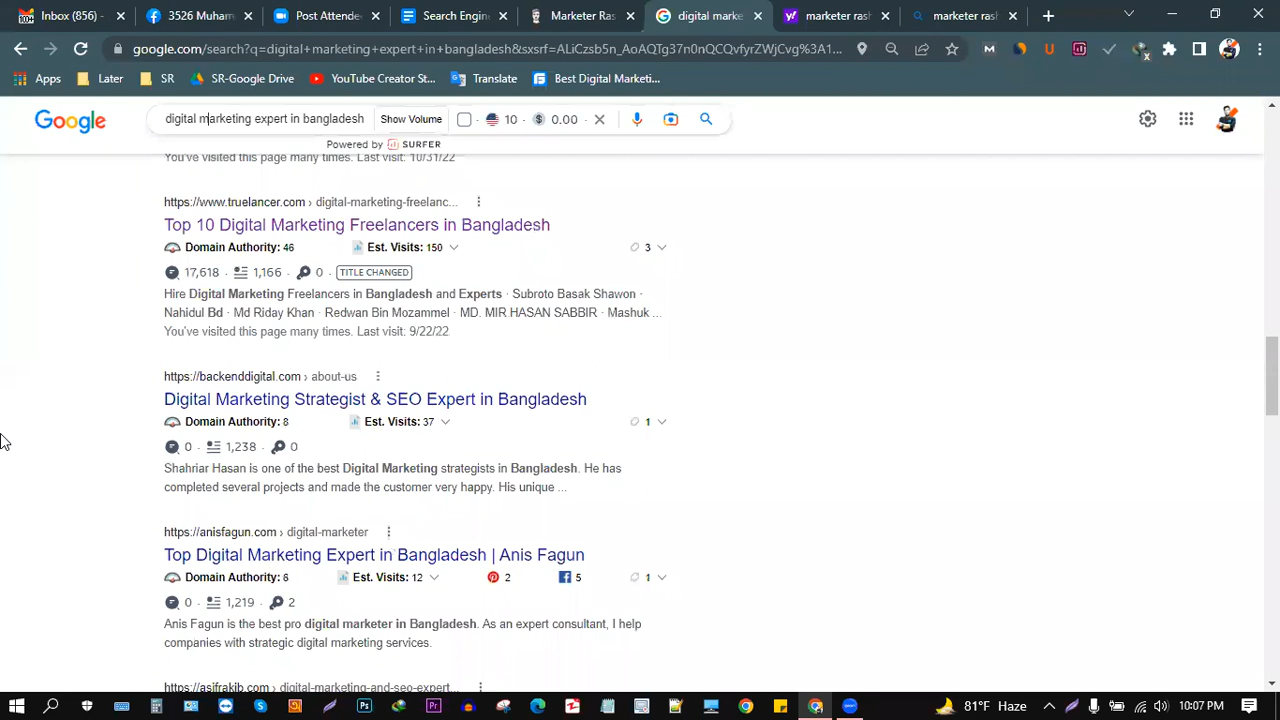 Inbox (856) -
3526 Muham
Post Attende
Search Engin
Marketer Ras
digital marke
marketer rash
marketer rash
google.com/search?q=digital+marketing+expert+in+bangladesh&sxsrf=ALiCzsb5n_AoAQTg37n0nQCQvfyrZWjCvg%3A1...
Apps
Later
SR
SR-Google Drive
YouTube Creator St...
Translate
Best Digital Marketi...
Google
digital marketing expert in bangladesh
Show Volume
10
0.00
Powered by SURFER
You've visited this page many times. Last visit: 10/31/22
https://www.truelancer.com › digital-marketing-freelanc...
Top 10 Digital Marketing Freelancers in Bangladesh
Domain Authority: 46
Est. Visits: 150
3
17,618 · 1,166 · 0 · TITLE CHANGED
Hire Digital Marketing Freelancers in Bangladesh and Experts · Subroto Basak Shawon ·
Nahidul Bd · Md Riday Khan · Redwan Bin Mozammel · MD. MIR HASAN SABBIR · Mashuk ...
You've visited this page many times. Last visit: 9/22/22
https://backenddigital.com › about-us
Digital Marketing Strategist & SEO Expert in Bangladesh
Domain Authority: 8
Est. Visits: 37
1
0 · 1,238 · 0
Shahriar Hasan is one of the best Digital Marketing strategists in Bangladesh. He has
completed several projects and made the customer very happy. His unique ...
https://anisfagun.com › digital-marketer
Top Digital Marketing Expert in Bangladesh | Anis Fagun
Domain Authority: 6
Est. Visits: 12
2
5
1
0 · 1,219 · 2
Anis Fagun is the best pro digital marketer in Bangladesh. As an expert consultant, I help
companies with strategic digital marketing services.
https://asifrakib.com › digital-marketing-and-seo-expert...
81°F Haze
10:07 PM